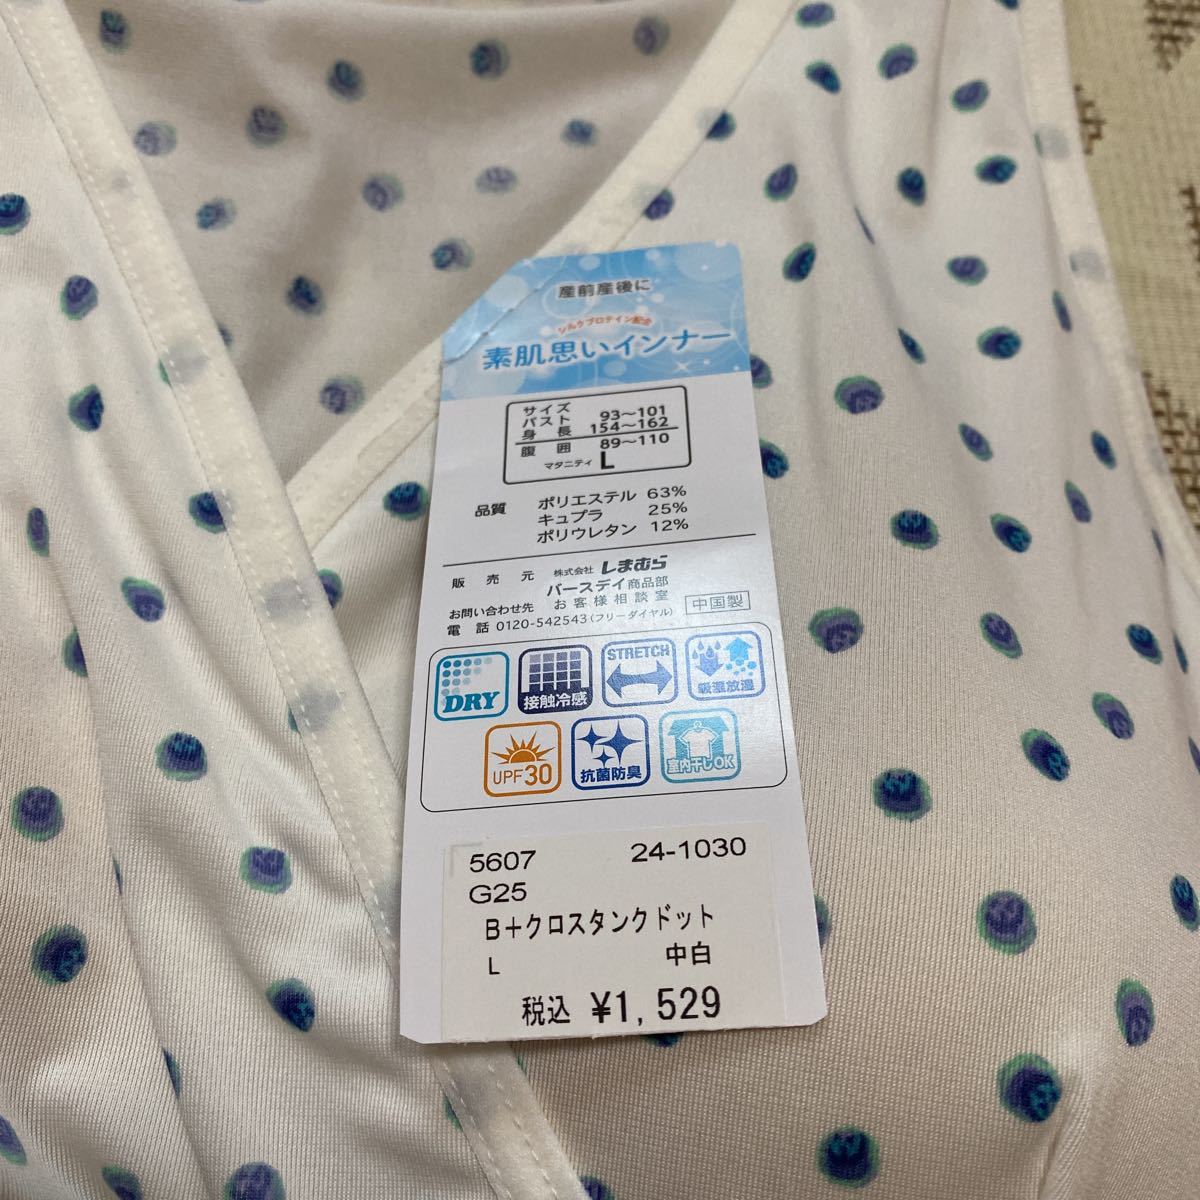 産前産後に
シルクプロテイン配合
素肌思いインナー
サイズ
バスト 93〜101
身長 154〜162
腹囲 89〜110
マタニティ L
品質 ポリエステル 63%
キュプラ 25%
ポリウレタン 12%
販売元 株式会社 しまむら
バースデイ商品部
お問い合わせ先 お客様相談室
電話 0120-542543(フリーダイヤル)
中国製
DRY
接触冷感
STRETCH
吸湿放湿
UPF30
抗菌防臭
室内干しOK
5607 24-1030
G25
B+クロスタンクドット
L 中白
税込 ¥1,529